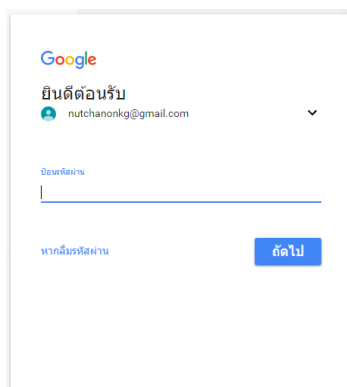 Google
ยินดีต้อนรับ
nutchanonkg@gmail.com
ป้อนรหัสผ่าน
หากลืมรหัสผ่าน
ถัดไป